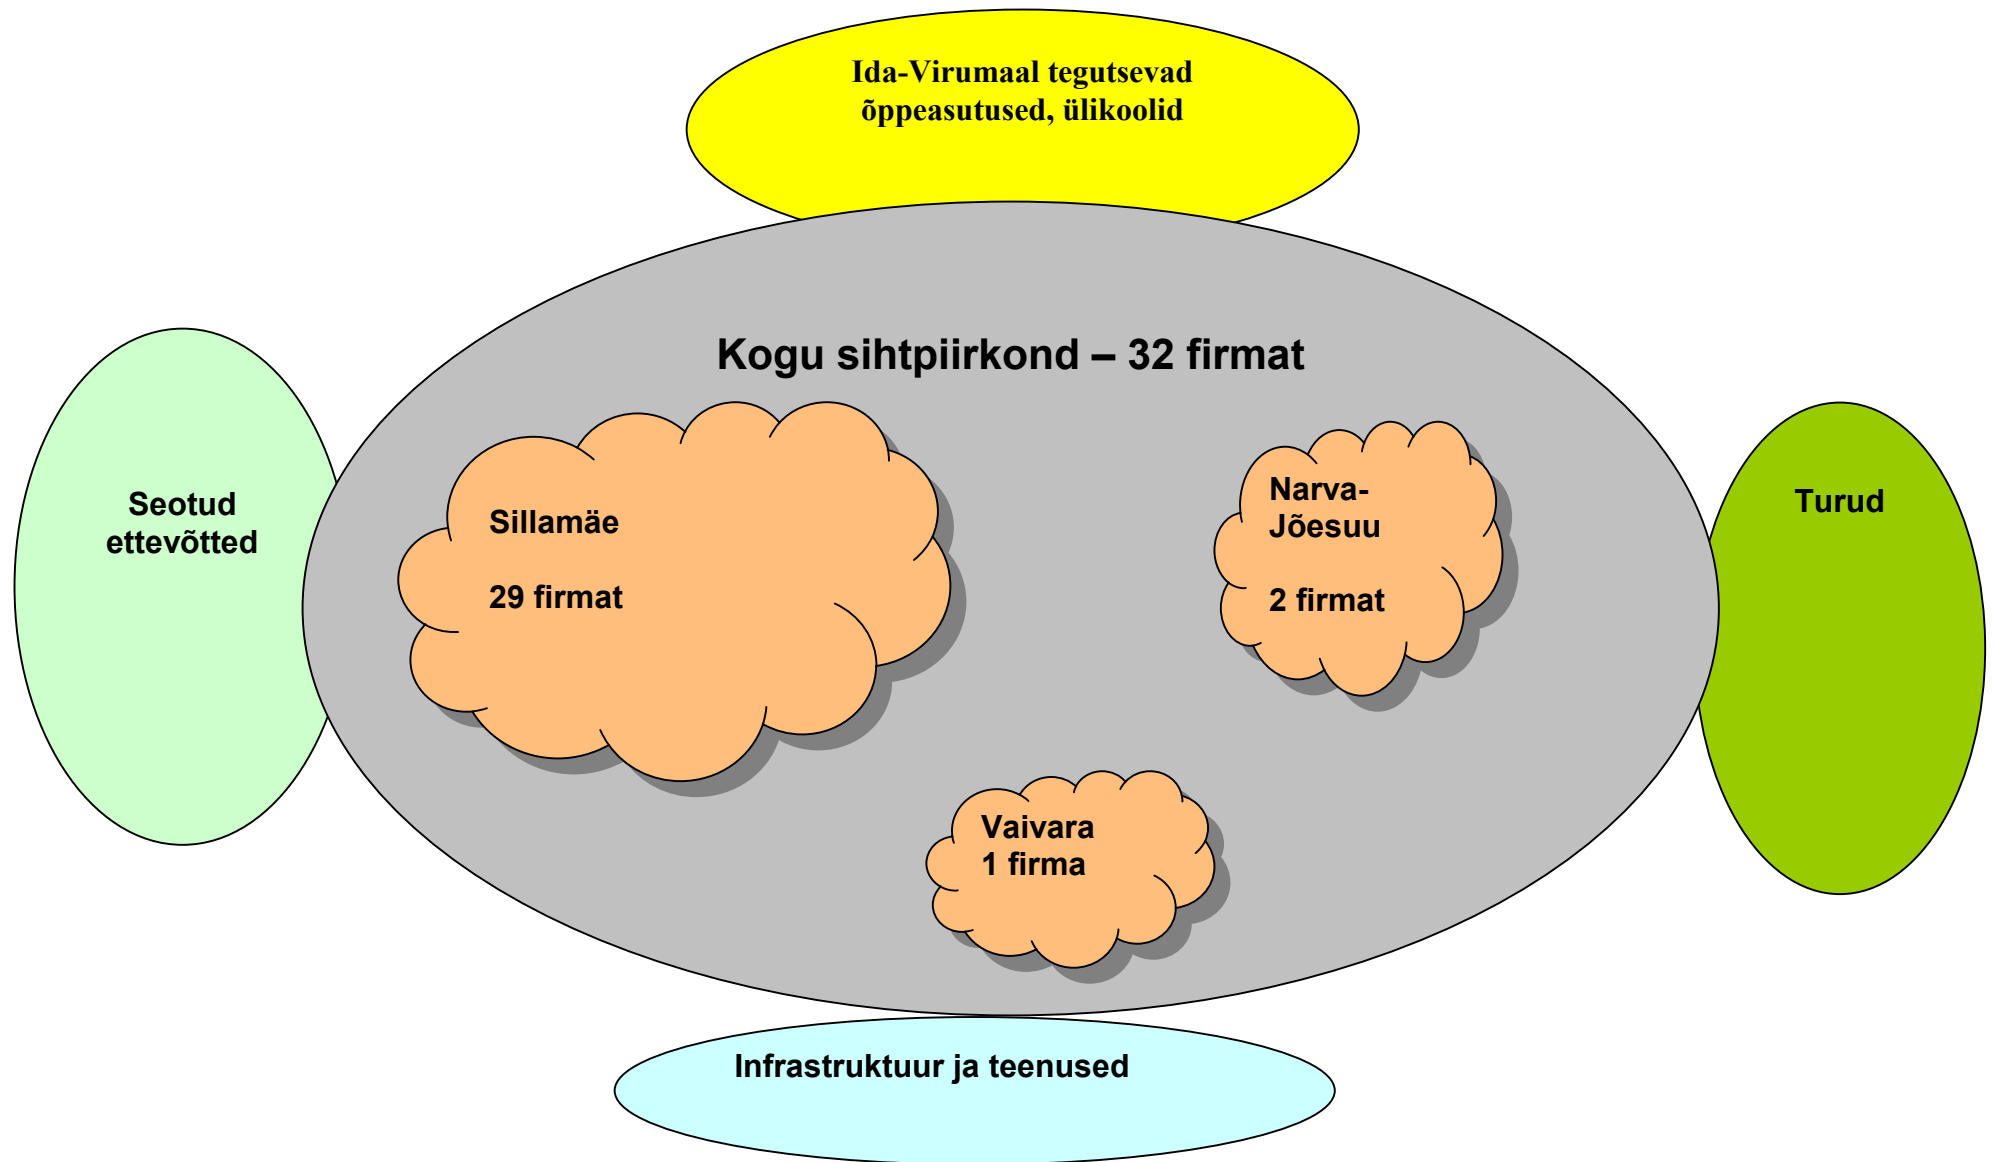 Ida-Virumaal tegutsevad
õppeasutused, ülikoolid
Kogu sihtpiirkond – 32 firmat
Seotud
ettevõtted
Sillamäe
29 firmat
Narva-
Jõesuu
2 firmat
Turud
Vaivara
1 firma
Infrastruktuur ja teenused